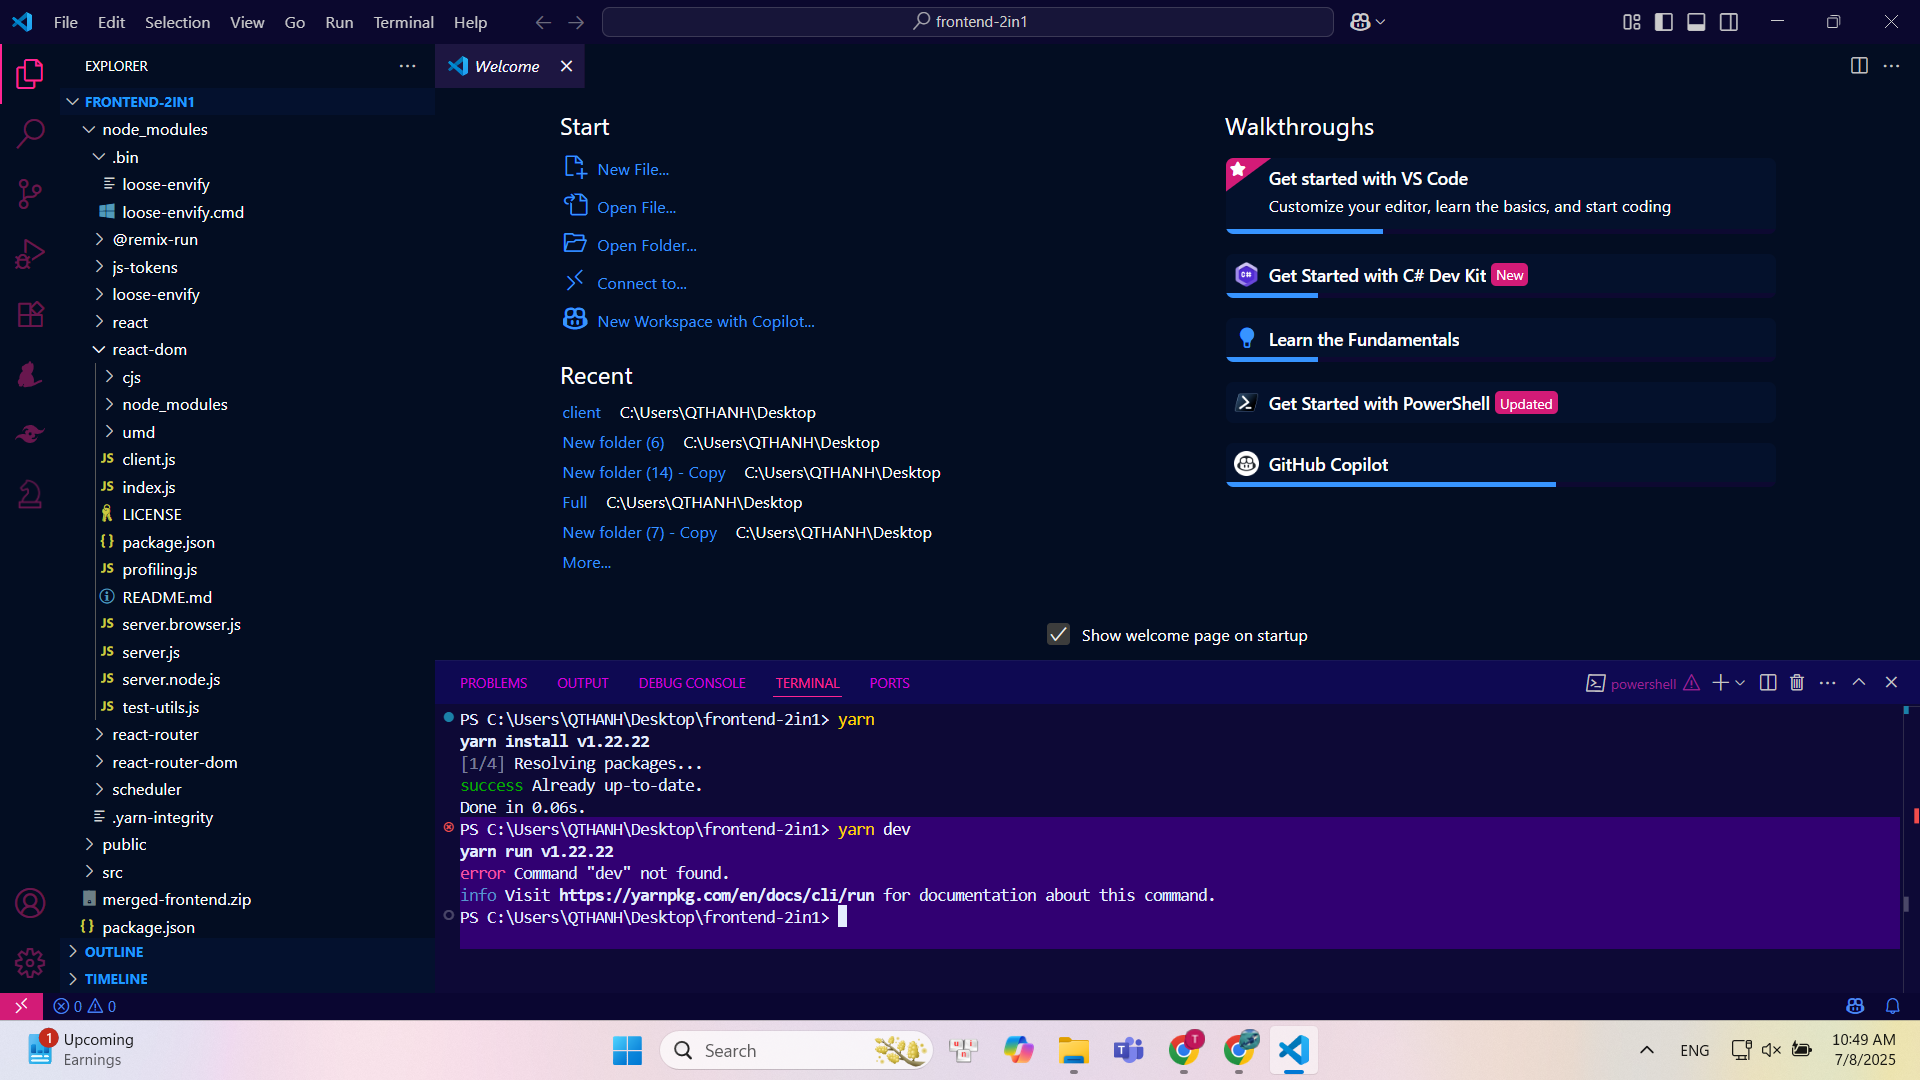 File Edit Selection View Go Run Terminal Help
frontend-2in1
EXPLORER
Welcome
FRONTEND-2IN1
node_modules
.bin
loose-envify
loose-envify.cmd
@remix-run
js-tokens
loose-envify
react
react-dom
cjs
node_modules
umd
client.js
index.js
LICENSE
package.json
profiling.js
README.md
server.browser.js
server.js
server.node.js
test-utils.js
react-router
react-router-dom
scheduler
.yarn-integrity
public
src
merged-frontend.zip
package.json
OUTLINE
TIMELINE
Start
New File...
Open File...
Open Folder...
Connect to...
New Workspace with Copilot...
Recent
client C:\Users\QTHANH\Desktop
New folder (6) C:\Users\QTHANH\Desktop
New folder (14) - Copy C:\Users\QTHANH\Desktop
Full C:\Users\QTHANH\Desktop
New folder (7) - Copy C:\Users\QTHANH\Desktop
More...
Walkthroughs
Get started with VS Code
Customize your editor, learn the basics, and start coding
Get Started with C# Dev Kit New
Learn the Fundamentals
Get Started with PowerShell Updated
GitHub Copilot
Show welcome page on startup
PROBLEMS OUTPUT DEBUG CONSOLE TERMINAL PORTS
powershell
PS C:\Users\QTHANH\Desktop\frontend-2in1> yarn
yarn install v1.22.22
[1/4] Resolving packages...
success Already up-to-date.
Done in 0.06s.
PS C:\Users\QTHANH\Desktop\frontend-2in1> yarn dev
yarn run v1.22.22
error Command "dev" not found.
info Visit https://yarnpkg.com/en/docs/cli/run for documentation about this command.
PS C:\Users\QTHANH\Desktop\frontend-2in1>
0 0
1
Upcoming
Earnings
Search
T
ENG
10:49 AM
7/8/2025